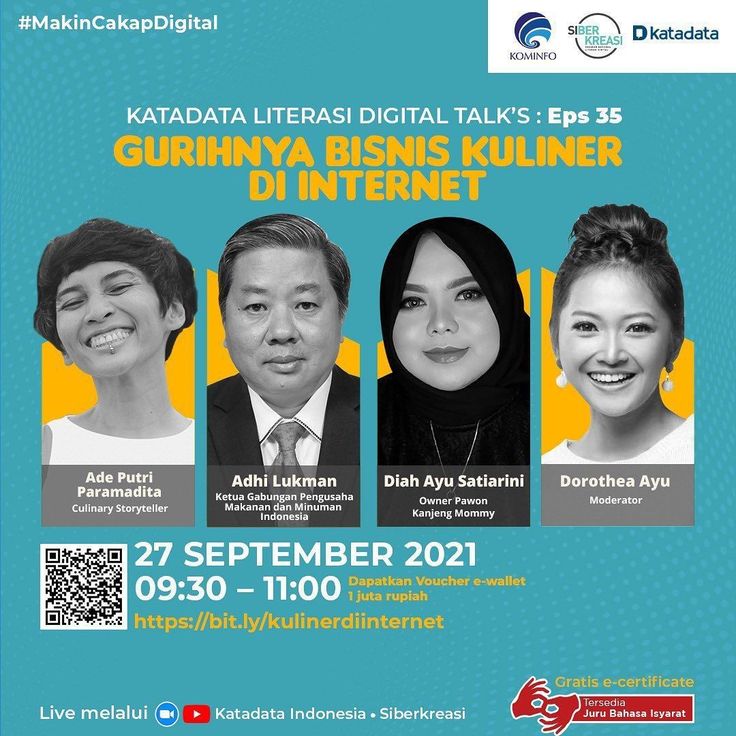 #MakinCakapDigital
KOMINFO
SIBER
KREASI
katadata
KATADATA LITERASI DIGITAL TALK'S : Eps 35
GURIHNYA BISNIS KULINER
DI INTERNET
Ade Putri
Paramadita
Culinary Storyteller
Adhi Lukman
Ketua Gabungan Pengusaha
Makanan dan Minuman
Indonesia
Diah Ayu Satiarini
Owner Pawon
Kanjeng Mommy
Dorothea Ayu
Moderator
27 SEPTEMBER 2021
09:30 – 11:00
Dapatkan Voucher e-wallet
1 juta rupiah
https://bit.ly/kulinerdiinternet
Gratis e-certificate
Tersedia
Juru Bahasa Isyarat
Live melalui
Katadata Indonesia • Siberkreasi